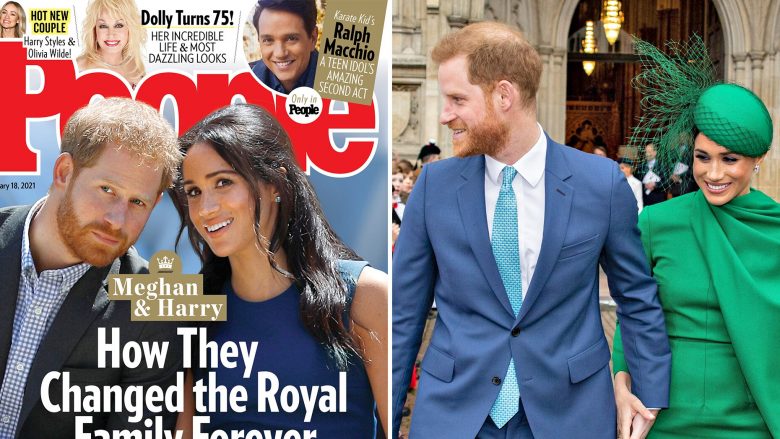 HOT NEW
COUPLE
Harry Styles &
Olivia Wilde!
Dolly Turns 75!
HER INCREDIBLE
LIFE & MOST
DAZZLING LOOKS
Karate Kid's
Ralph
Macchio
A TEEN IDOL'S
AMAZING
SECOND ACT
People
Only in
People
18, 2021
Meghan
& Harry
How They
Changed the Royal
Family Forever